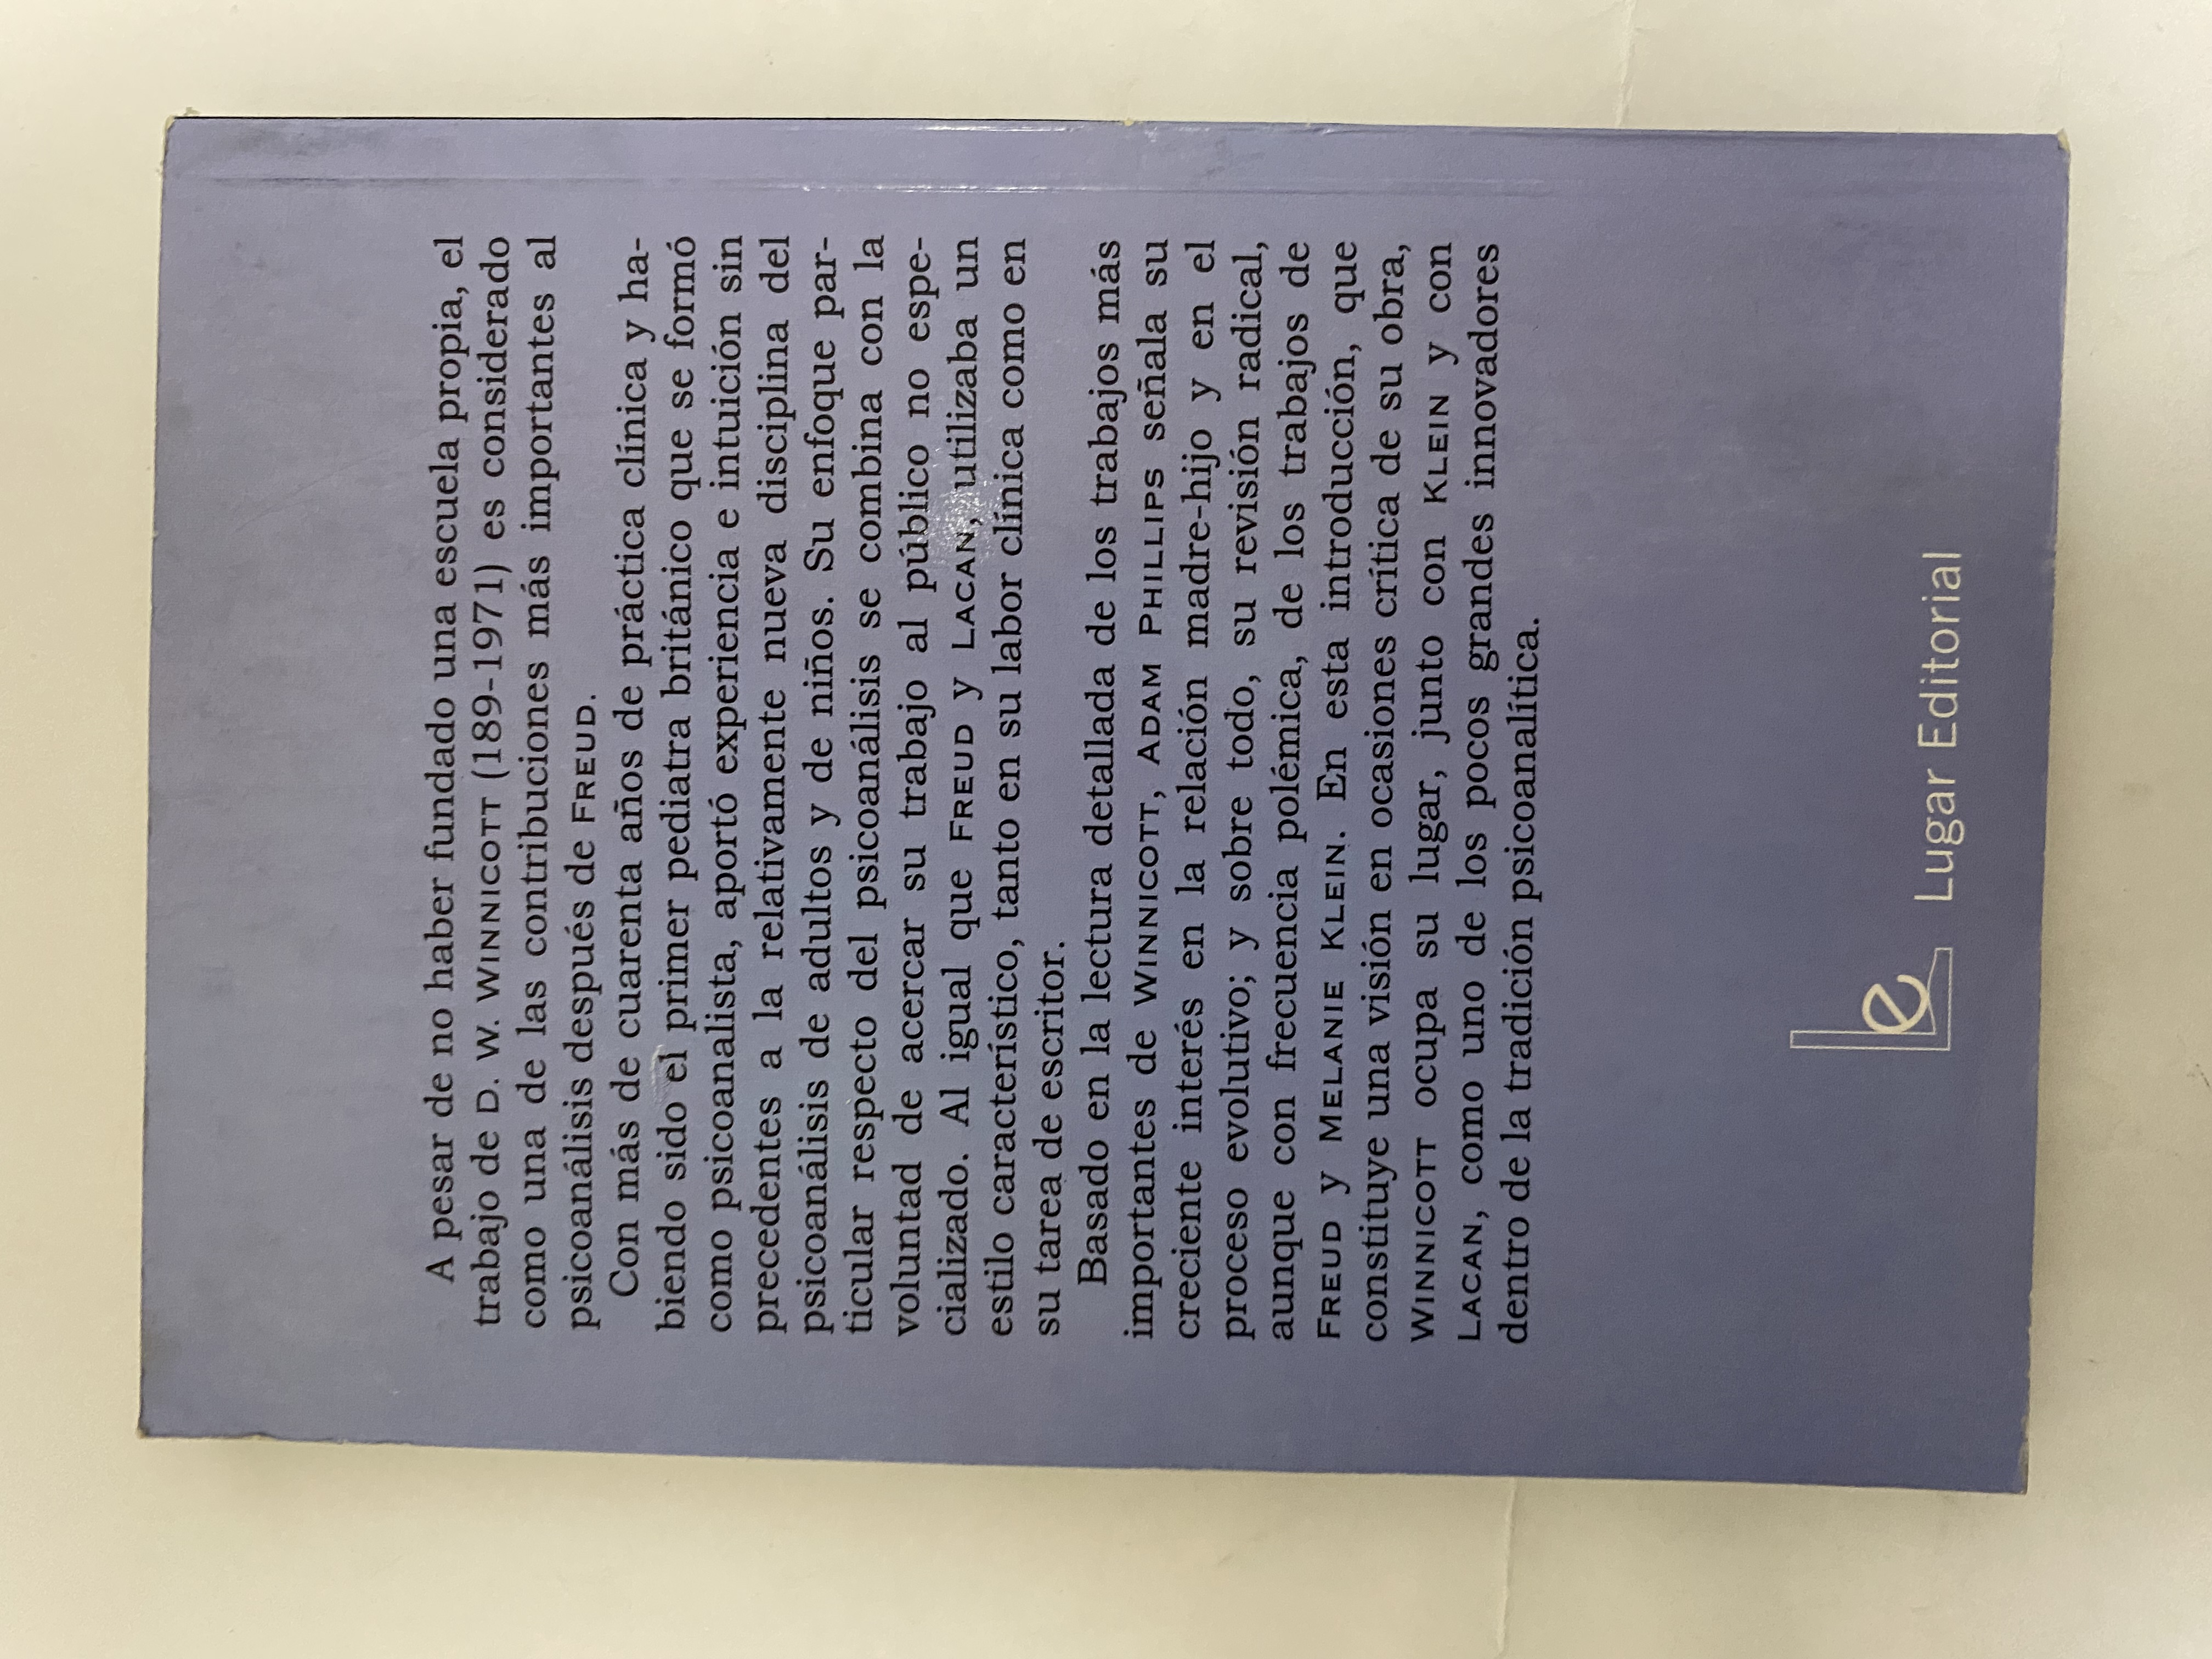 A pesar de no haber fundado una escuela propia, el
trabajo de D. W. WINNICOTT (189-1971) es considerado
como una de las contribuciones más importantes al
psicoanálisis después de FREUD.
Con más de cuarenta años de práctica clínica y ha-
biendo sido el primer pediatra británico que se formó
como psicoanalista, aportó experiencia e intuición sin
precedentes a la relativamente nueva disciplina del
psicoanálisis de adultos y de niños. Su enfoque par-
ticular respecto del psicoanálisis se combina con la
voluntad de acercar su trabajo al público no espe-
cializado. Al igual que FREUD y LACAN, utilizaba un
estilo característico, tanto en su labor clínica como en
su tarea de escritor.
Basado en la lectura detallada de los trabajos más
importantes de WINNICOTT, ADAM PHILLIPS señala su
creciente interés en la relación madre-hijo y en el
proceso evolutivo; y sobre todo, su revisión radical,
aunque con frecuencia polémica, de los trabajos de
FREUD y MELANIE KLEIN. En esta introducción, que
constituye una visión en ocasiones crítica de su obra,
WINNICOTT ocupa su lugar, junto con KLEIN y con
LACAN, como uno de los pocos grandes innovadores
dentro de la tradición psicoanalítica.
Le
Lugar Editorial